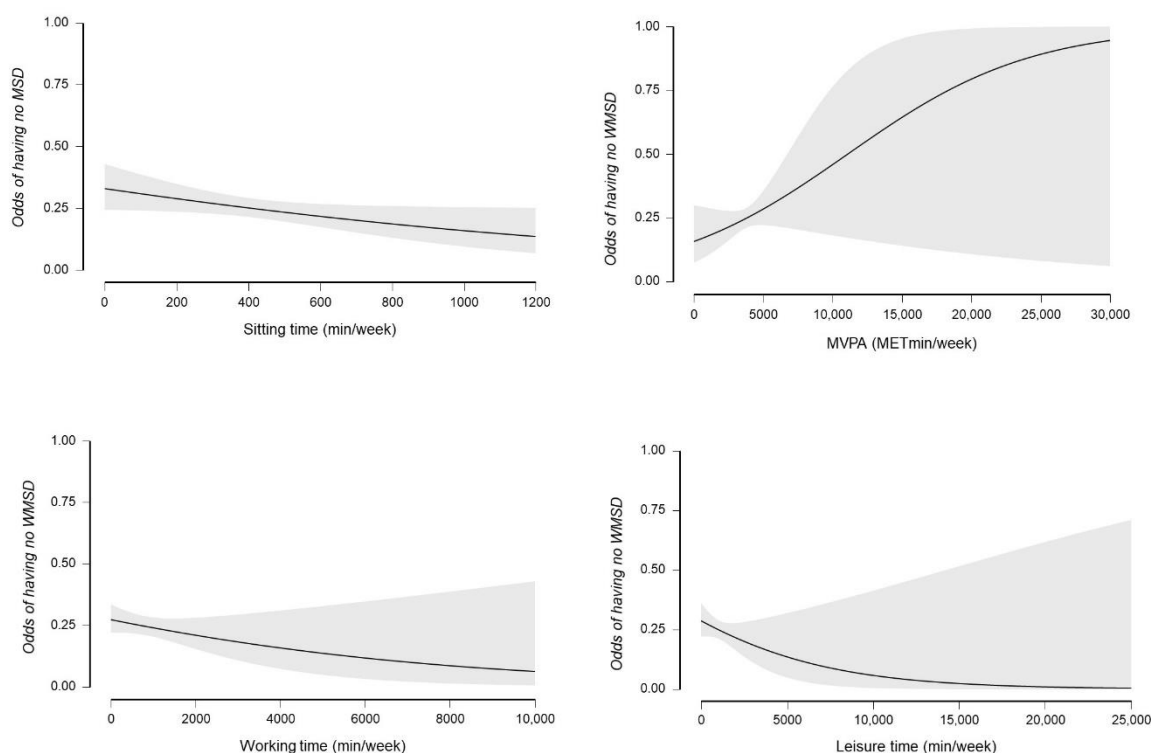 Odds of having no MSD
1.00
0.75
0.50
0.25
0.00
0 200 400 600 800 1000 1200
Sitting time (min/week)
Odds of having no WMSD
1.00
0.75
0.50
0.25
0.00
0 5000 10,000 15,000 20,000 25,000 30,000
MVPA (METmin/week)
Odds of having no WMSD
1.00
0.75
0.50
0.25
0.00
0 2000 4000 6000 8000 10,000
Working time (min/week)
Odds of having no WMSD
1.00
0.75
0.50
0.25
0.00
0 5000 10,000 15,000 20,000 25,000
Leisure time (min/week)